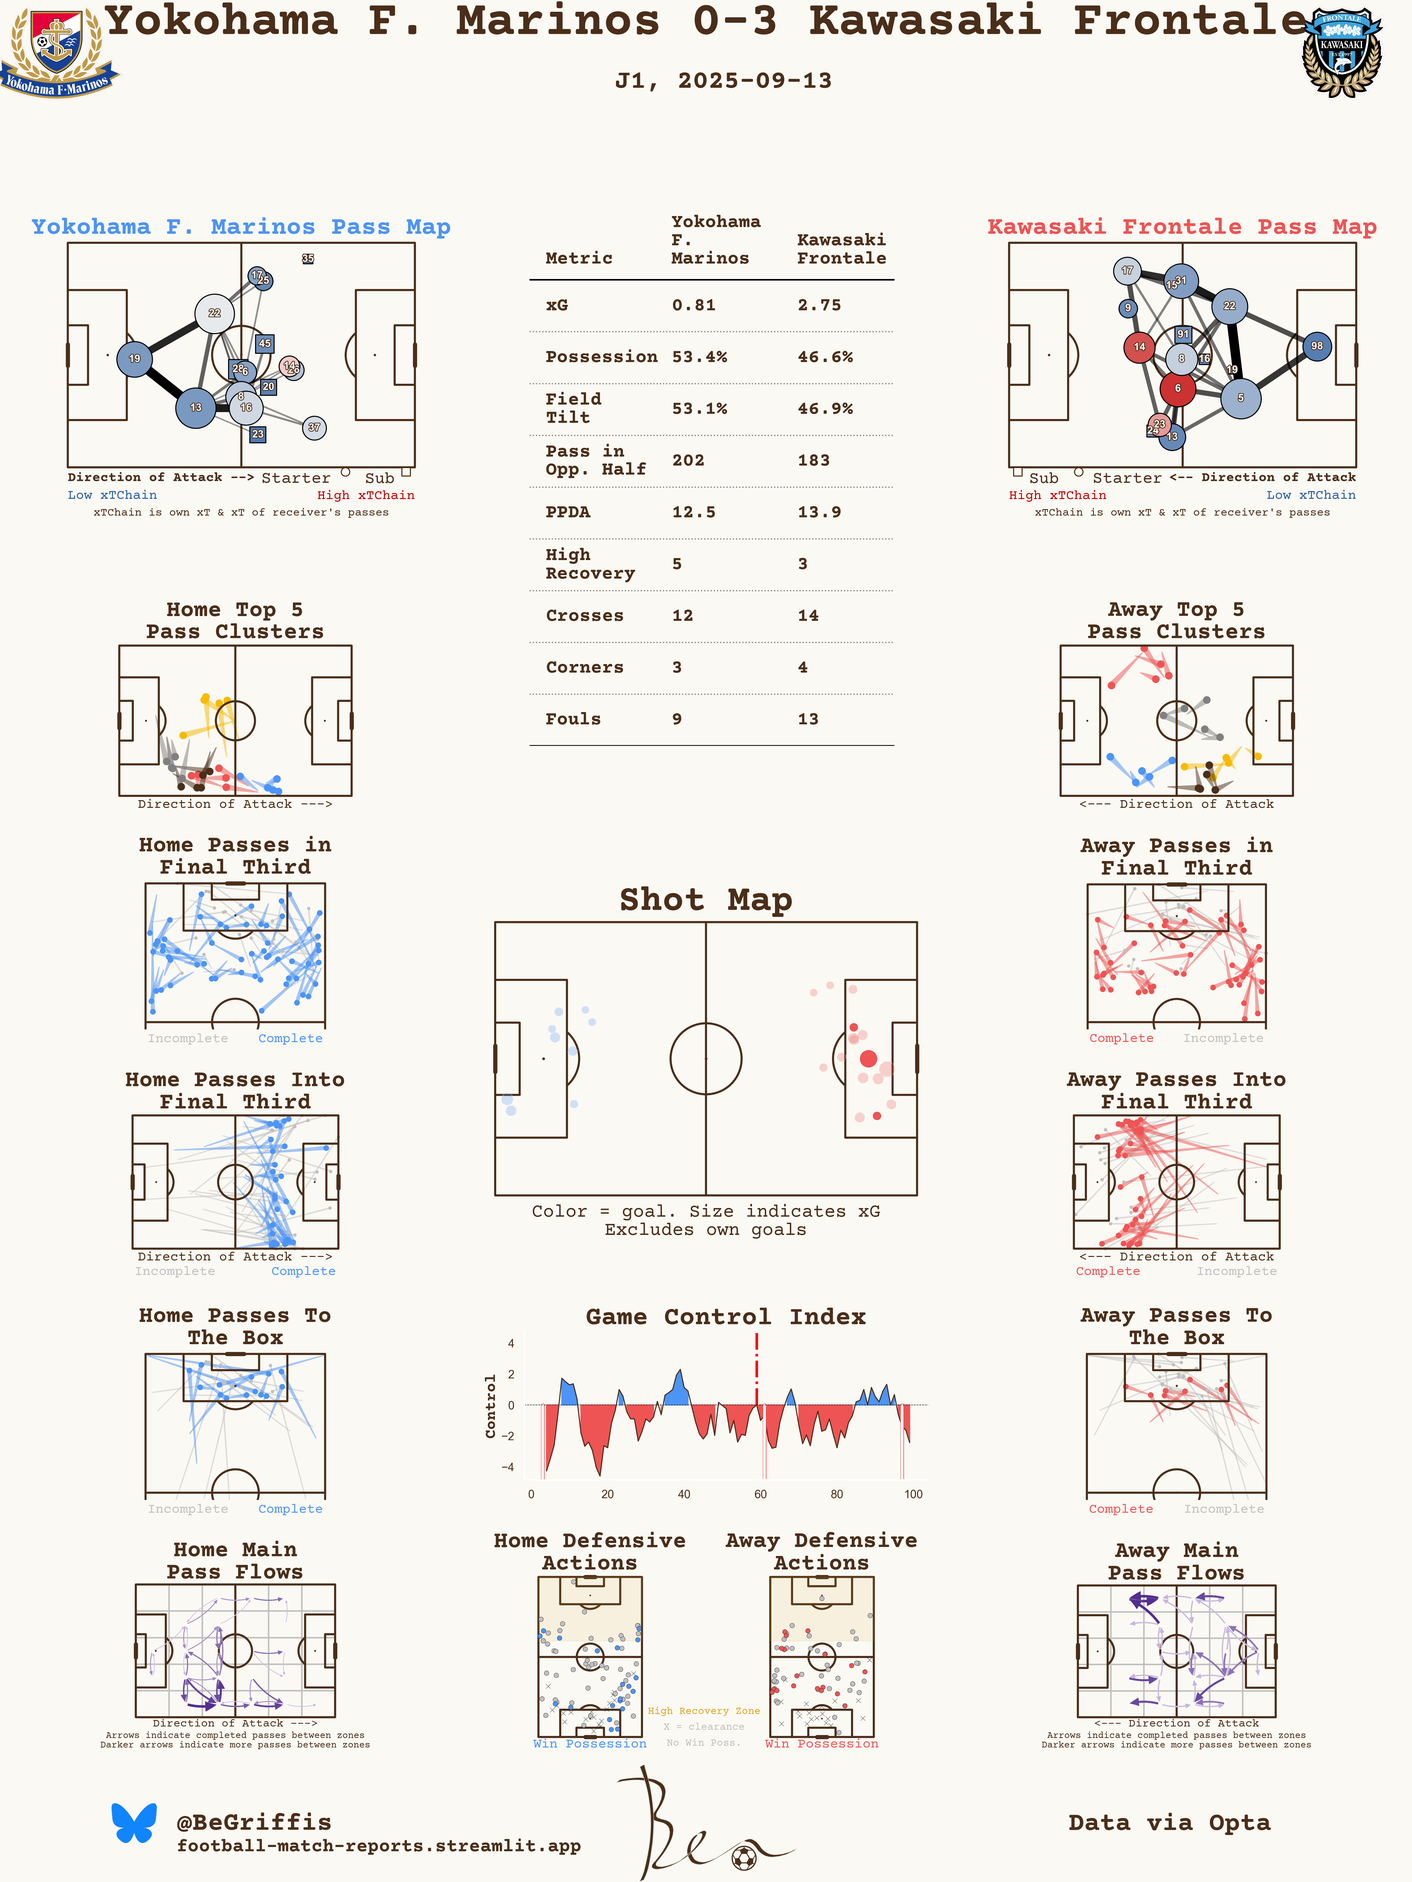 Yokohama F. Marinos 0-3 Kawasaki Frontale
J1, 2025-09-13
Yokohama F·Marinos
FRONTALE
KAWASAKI
Yokohama F. Marinos Pass Map
35
17
25
22
45
19
28
6
14
20
8
13
16
37
23
Direction of Attack --> Starter Sub
Low xTChain High xTChain
xTChain is own xT & xT of receiver's passes
Metric Yokohama F. Marinos Kawasaki Frontale
xG 0.81 2.75
Possession 53.4% 46.6%
Field Tilt 53.1% 46.9%
Pass in Opp. Half 202 183
PPDA 12.5 13.9
High Recovery 5 3
Crosses 12 14
Corners 3 4
Fouls 9 13
Kawasaki Frontale Pass Map
17
15
31
9
22
91
14
98
8
16
19
6
5
23
24
13
Sub Starter <-- Direction of Attack
High xTChain Low xTChain
xTChain is own xT & xT of receiver's passes
Home Top 5
Pass Clusters
Direction of Attack --->
Away Top 5
Pass Clusters
<--- Direction of Attack
Home Passes in
Final Third
Incomplete Complete
Away Passes in
Final Third
Complete Incomplete
Shot Map
Color = goal. Size indicates xG
Excludes own goals
Home Passes Into
Final Third
Direction of Attack --->
Incomplete Complete
Away Passes Into
Final Third
<--- Direction of Attack
Complete Incomplete
Home Passes To
The Box
Incomplete Complete
Game Control Index
Control
4
2
0
−2
−4
0 20 40 60 80 100
Away Passes To
The Box
Complete Incomplete
Home Main
Pass Flows
Direction of Attack --->
Arrows indicate completed passes between zones
Darker arrows indicate more passes between zones
Home Defensive
Actions
Win Possession
Away Defensive
Actions
Win Possession
High Recovery Zone
X = clearance
No Win Poss.
Away Main
Pass Flows
<--- Direction of Attack
Arrows indicate completed passes between zones
Darker arrows indicate more passes between zones
@BeGriffis
football-match-reports.streamlit.app
Ben
Data via Opta